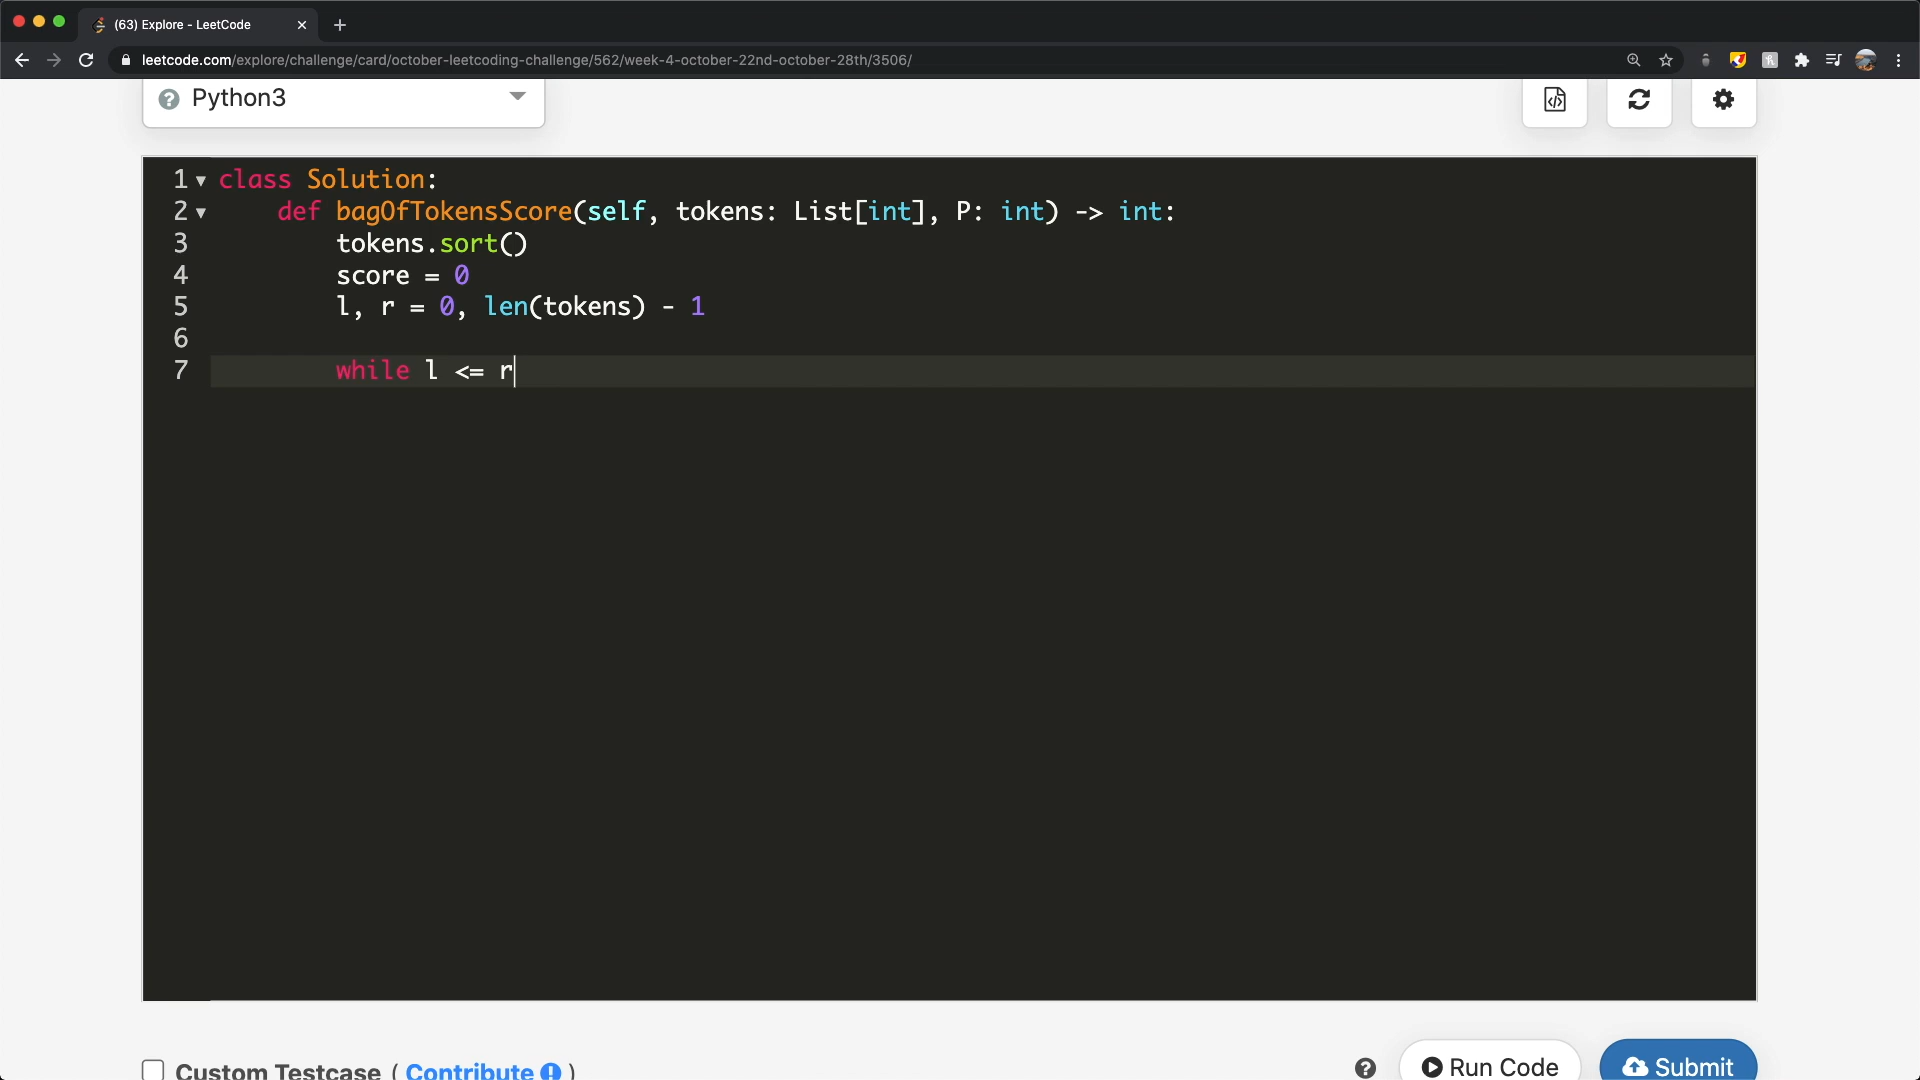 (63) Explore - LeetCode
leetcode.com/explore/challenge/card/october-leetcoding-challenge/562/week-4-october-22nd-october-28th/3506/
Python3
1 class Solution:
2 def bagOfTokensScore(self, tokens: List[int], P: int) -> int:
3 tokens.sort()
4 score = 0
5 l, r = 0, len(tokens) - 1
6
7 while l <= r
Custom Testcase ( Contribute )
Run Code
Submit